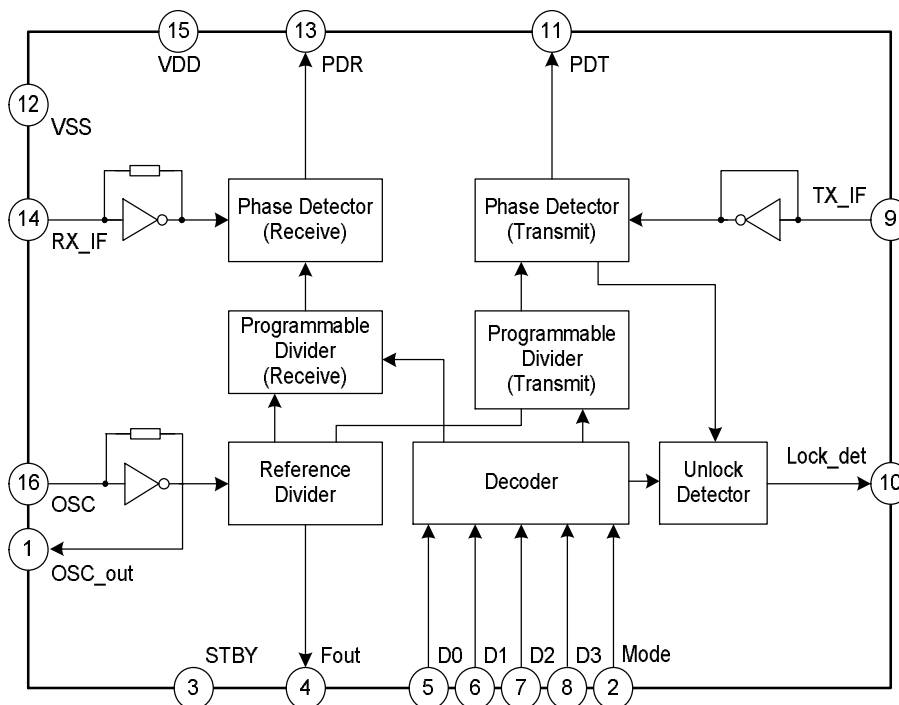 15
13
11
VDD
PDR
PDT
12
VSS
14
RX_IF
Phase Detector
(Receive)
Phase Detector
(Transmit)
TX_IF
9
Programmable
Divider
(Receive)
Programmable
Divider
(Transmit)
16
OSC
Reference
Divider
Decoder
Unlock
Detector
Lock_det
10
1
OSC_out
STBY
Fout
D0
D1
D2
D3
Mode
3
4
5
6
7
8
2